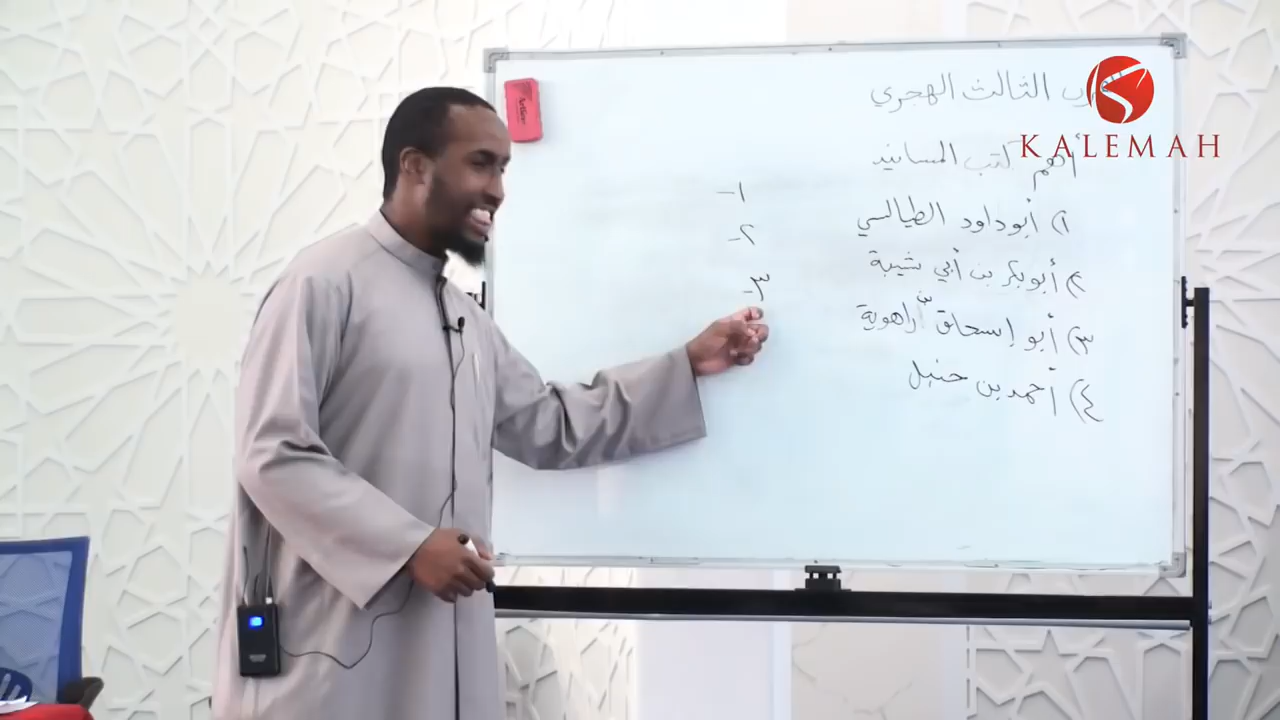 الثالث الهجري
أهم كتب المسانيد
١) أبو داود الطيالسي
٢) أبو بكر بن أبي شيبة
٣) أبو إسحاق راهوية
٤) أحمد بن حنبل
١-
٢-
٣-
KALEMAH
Artline